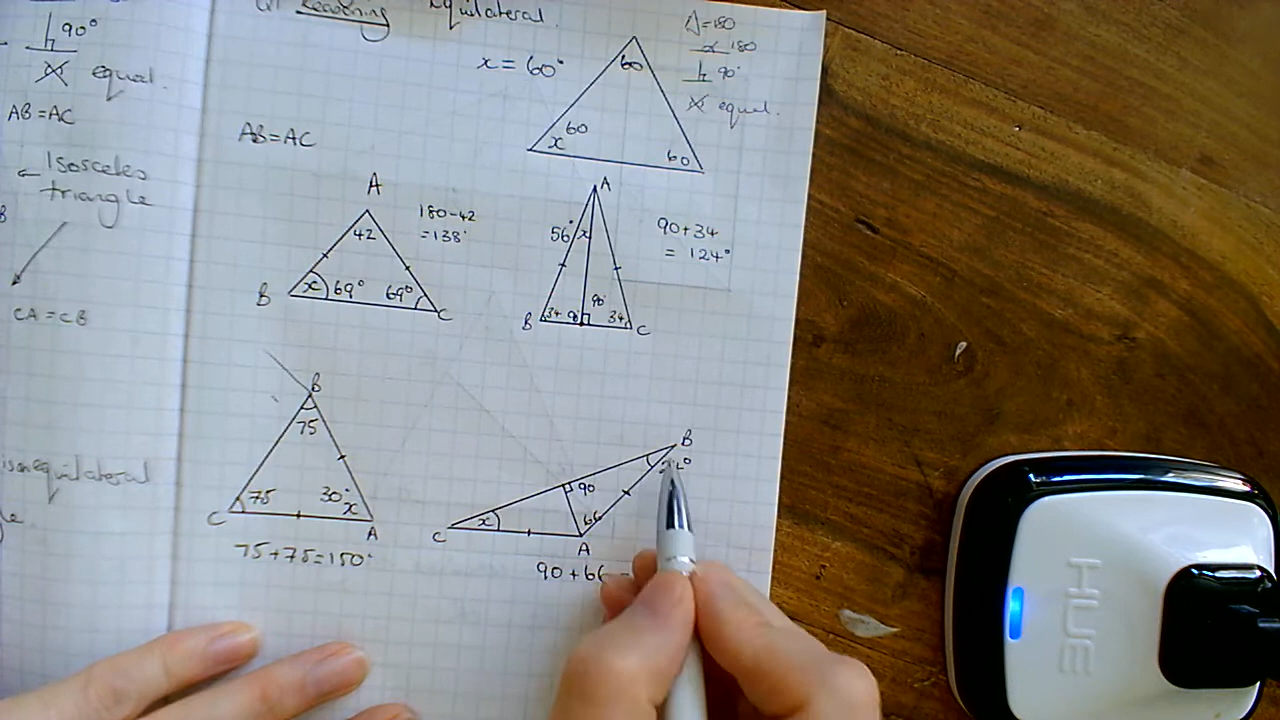 90°
equal
AB=AC
Isosceles
triangle
B
CA=CB
Reasoning Equilateral.
x=60°
60
x 60
60
Δ=180
180
90°
equal.
AB=AC
A
42
B x 69° 69° C
180-42
=138°
A
56° x
90°
B 34 90 34 C
90+34
=124°
B
75
C 75 30° x A
75+75=150°
B
90
66
C x A
90+66
HUE